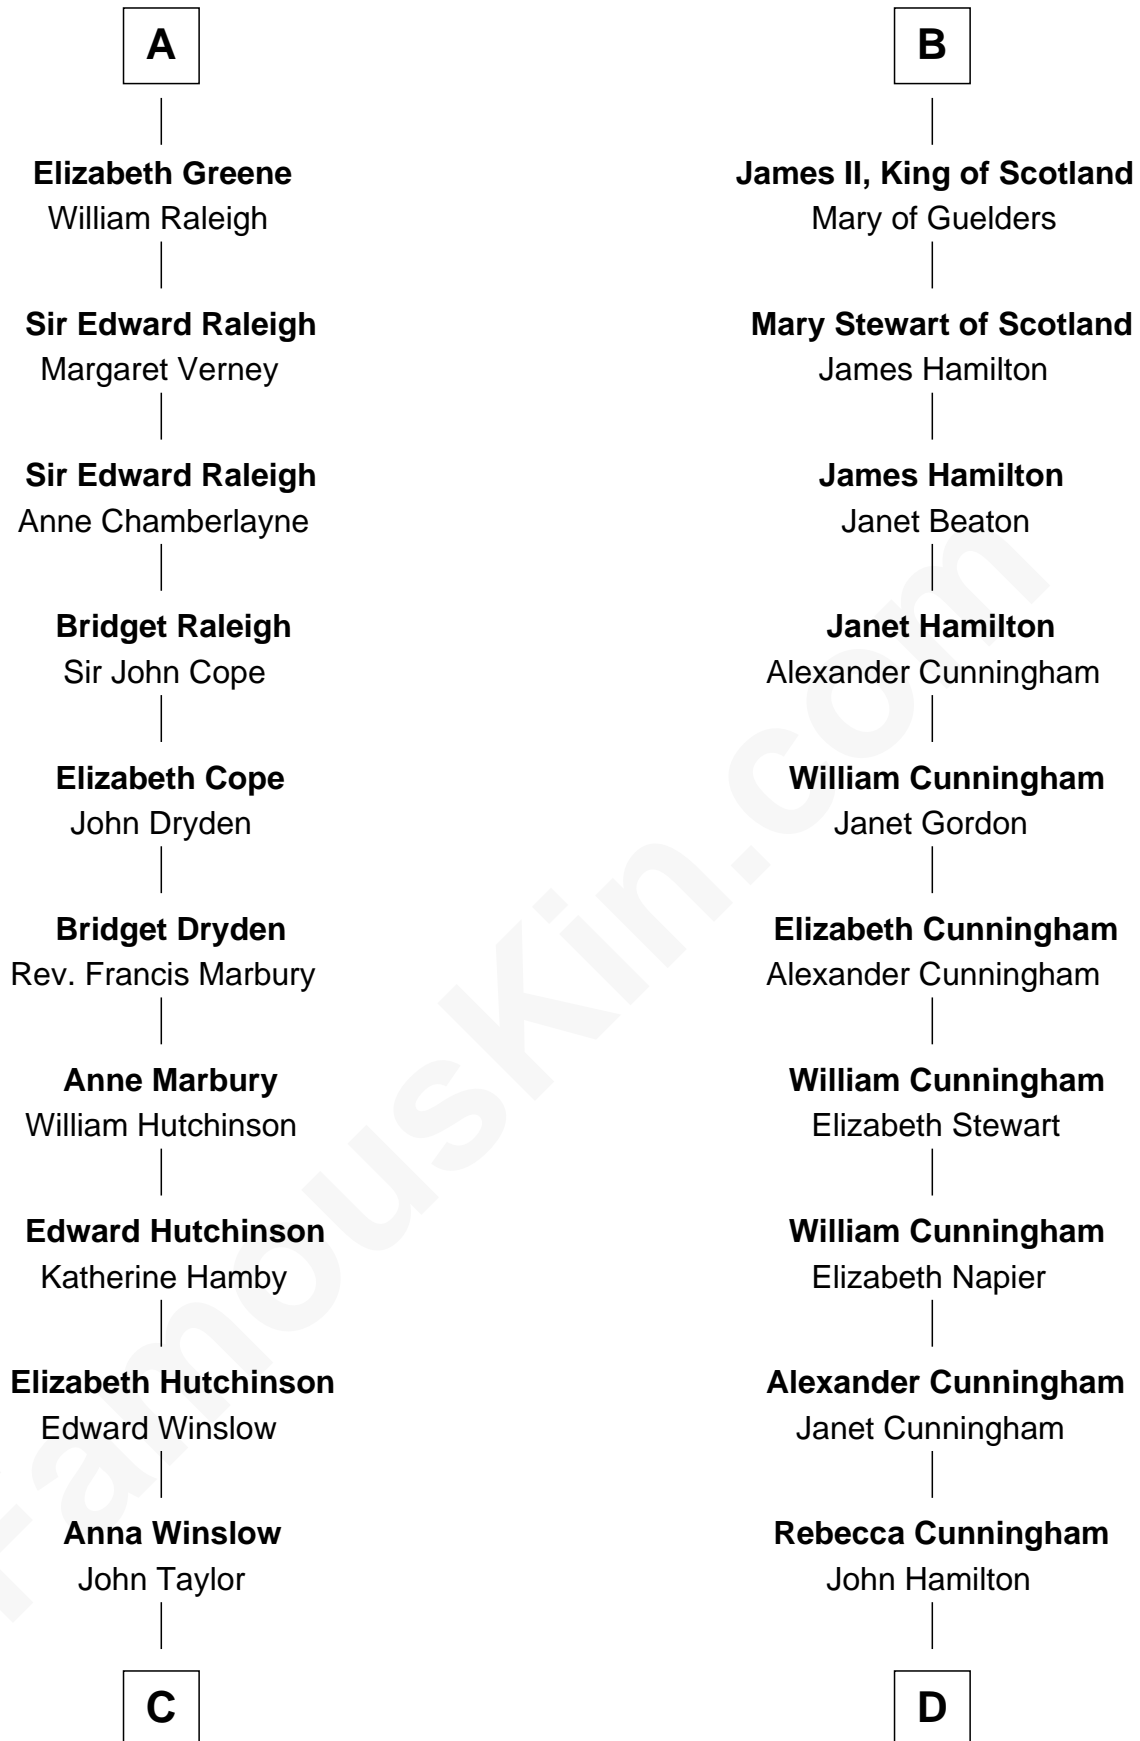 A
Elizabeth Greene
William Raleigh
Sir Edward Raleigh
Margaret Verney
Sir Edward Raleigh
Anne Chamberlayne
Bridget Raleigh
Sir John Cope
Elizabeth Cope
John Dryden
Bridget Dryden
Rev. Francis Marbury
Anne Marbury
William Hutchinson
Edward Hutchinson
Katherine Hamby
Elizabeth Hutchinson
Edward Winslow
Anna Winslow
John Taylor
C
B
James II, King of Scotland
Mary of Guelders
Mary Stewart of Scotland
James Hamilton
James Hamilton
Janet Beaton
Janet Hamilton
Alexander Cunningham
William Cunningham
Janet Gordon
Elizabeth Cunningham
Alexander Cunningham
William Cunningham
Elizabeth Stewart
William Cunningham
Elizabeth Napier
Alexander Cunningham
Janet Cunningham
Rebecca Cunningham
John Hamilton
D
FamousKin.com